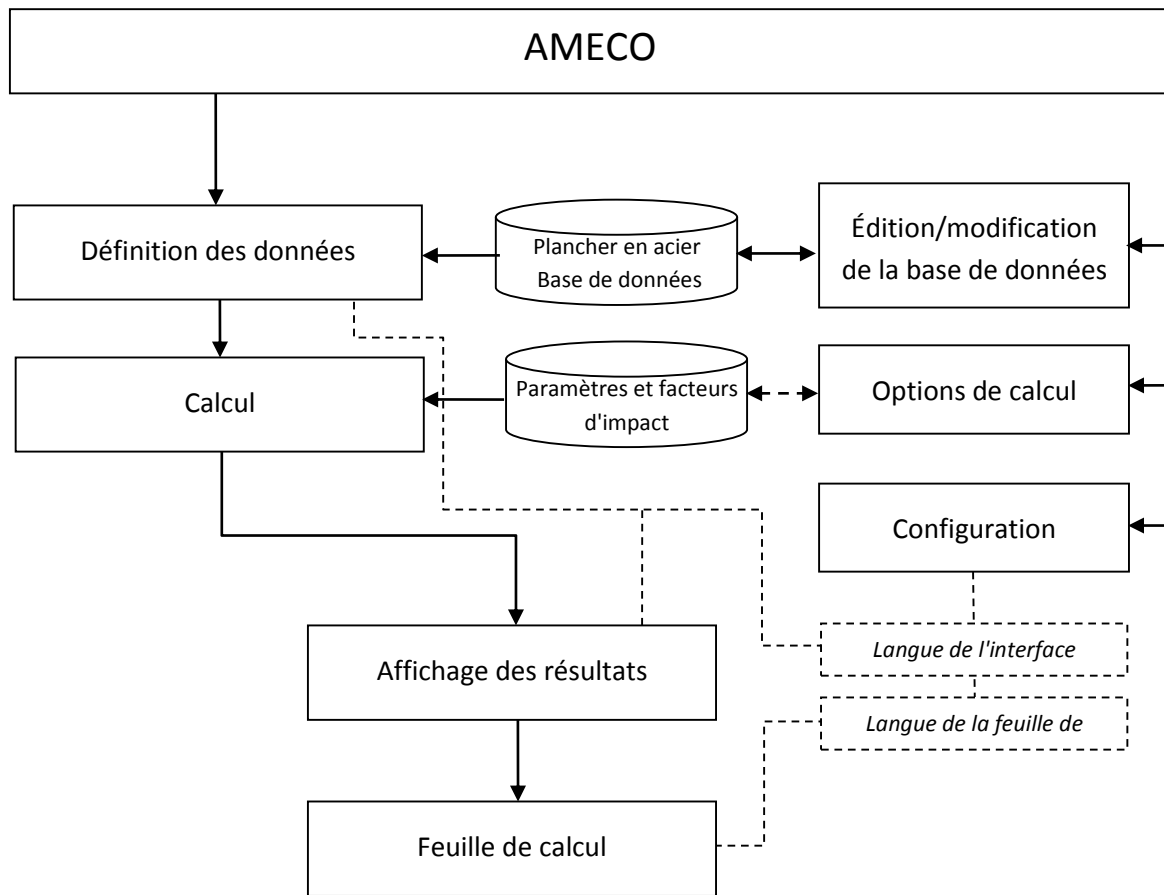 AMECO
Définition des données
Plancher en acier
Base de données
Édition/modification
de la base de données
Calcul
Paramètres et facteurs
d'impact
Options de calcul
Configuration
Langue de l'interface
Affichage des résultats
Langue de la feuille de
Feuille de calcul